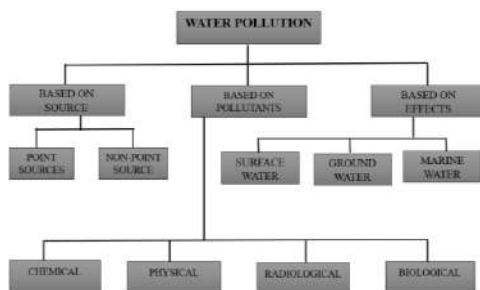 WATER POLLUTION
BASED ON
SOURCE
BASED ON
POLLUTANTS
BASED ON
EFFECTS
POINT
SOURCES
NON-POINT
SOURCE
SURFACE
WATER
GROUND
WATER
MARINE
WATER
CHEMICAL
PHYSICAL
RADIOLOGICAL
BIOLOGICAL